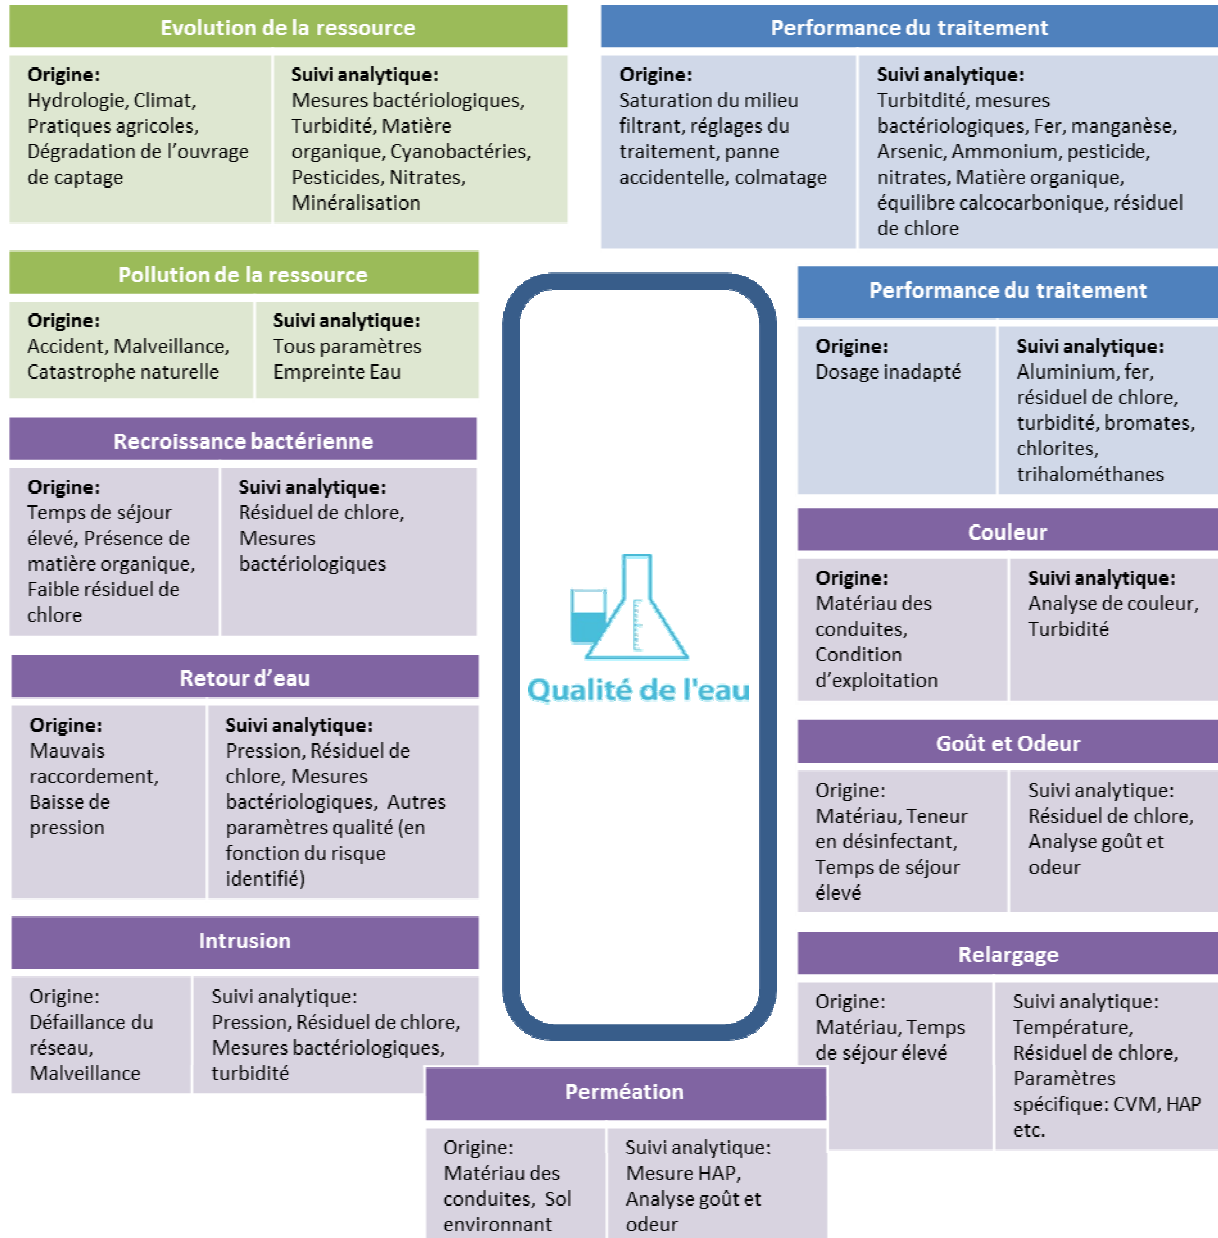 Evolution de la ressource
Origine:
Hydrologie, Climat,
Pratiques agricoles,
Dégradation de l'ouvrage
de captage
Suivi analytique:
Mesures bactériologiques,
Turbidité, Matière
organique, Cyanobactéries,
Pesticides, Nitrates,
Minéralisation
Performance du traitement
Origine:
Saturation du milieu
filtrant, réglages du
traitement, panne
accidentelle, colmatage
Suivi analytique:
Turbitdité, mesures
bactériologiques, Fer, manganèse,
Arsenic, Ammonium, pesticide,
nitrates, Matière organique,
équilibre calcocarbonique, résiduel
de chlore
Pollution de la ressource
Origine:
Accident, Malveillance,
Catastrophe naturelle
Suivi analytique:
Tous paramètres
Empreinte Eau
Performance du traitement
Origine:
Dosage inadapté
Suivi analytique:
Aluminium, fer,
résiduel de chlore,
turbidité, bromates,
chlorites,
trihalométhanes
Recroissance bactérienne
Origine:
Temps de séjour
élevé, Présence de
matière organique,
Faible résiduel de
chlore
Suivi analytique:
Résiduel de chlore,
Mesures
bactériologiques
Couleur
Origine:
Matériau des
conduites,
Condition
d'exploitation
Suivi analytique:
Analyse de couleur,
Turbidité
Qualité de l'eau
Retour d'eau
Origine:
Mauvais
raccordement,
Baisse de
pression
Suivi analytique:
Pression, Résiduel de
chlore, Mesures
bactériologiques, Autres
paramètres qualité (en
fonction du risque
identifié)
Goût et Odeur
Origine:
Matériau, Teneur
en désinfectant,
Temps de séjour
élevé
Suivi analytique:
Résiduel de chlore,
Analyse goût et
odeur
Intrusion
Origine:
Défaillance du
réseau,
Malveillance
Suivi analytique:
Pression, Résiduel de chlore,
Mesures bactériologiques,
turbidité
Relargage
Origine:
Matériau, Temps
de séjour élevé
Suivi analytique:
Température,
Résiduel de chlore,
Paramètres
spécifique: CVM, HAP
etc.
Perméation
Origine:
Matériau des
conduites, Sol
environnant
Suivi analytique:
Mesure HAP,
Analyse goût et
odeur